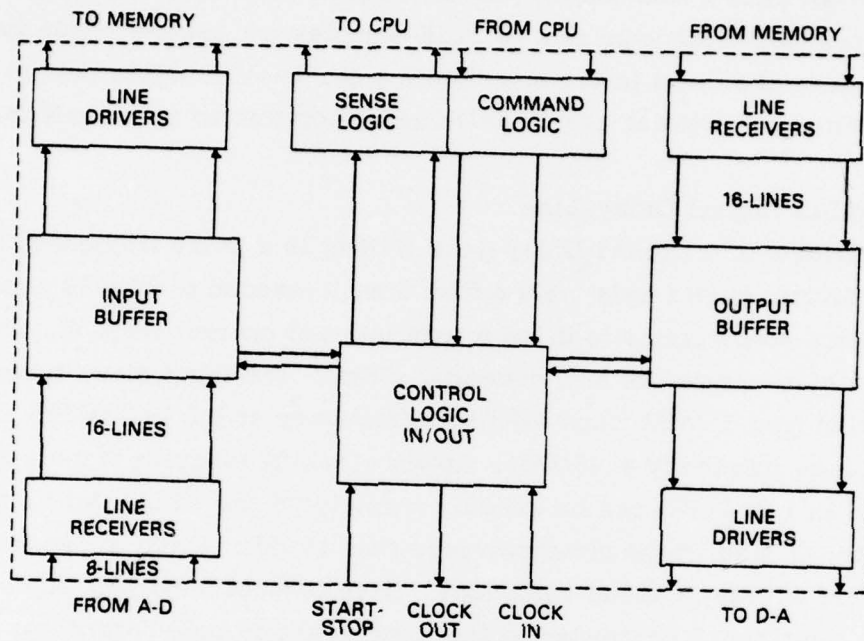 TO MEMORY
TO CPU
FROM CPU
FROM MEMORY
LINE
DRIVERS
SENSE
LOGIC
COMMAND
LOGIC
LINE
RECEIVERS
16-LINES
INPUT
BUFFER
OUTPUT
BUFFER
CONTROL
LOGIC
IN/OUT
16-LINES
LINE
RECEIVERS
LINE
DRIVERS
8-LINES
FROM A-D
START-
STOP
CLOCK
OUT
CLOCK
IN
TO D-A